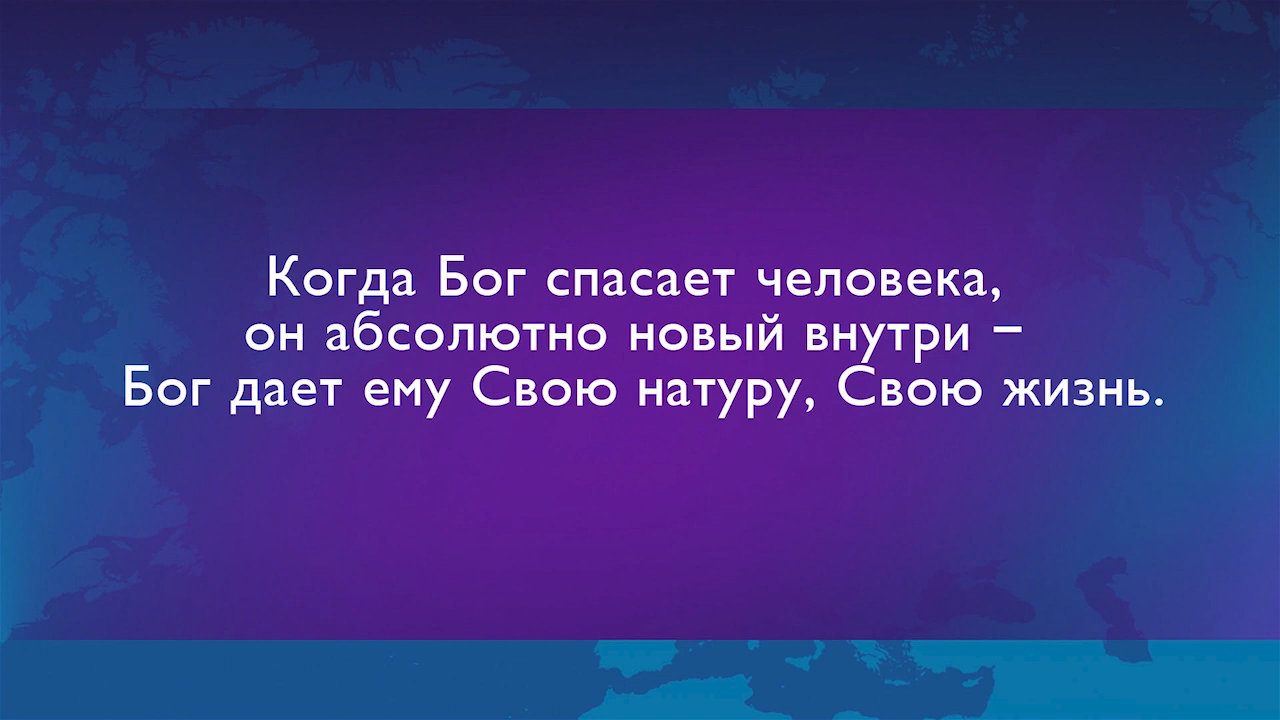 Когда Бог спасает человека,
он абсолютно новый внутри –
Бог дает ему Свою натуру, Свою жизнь.